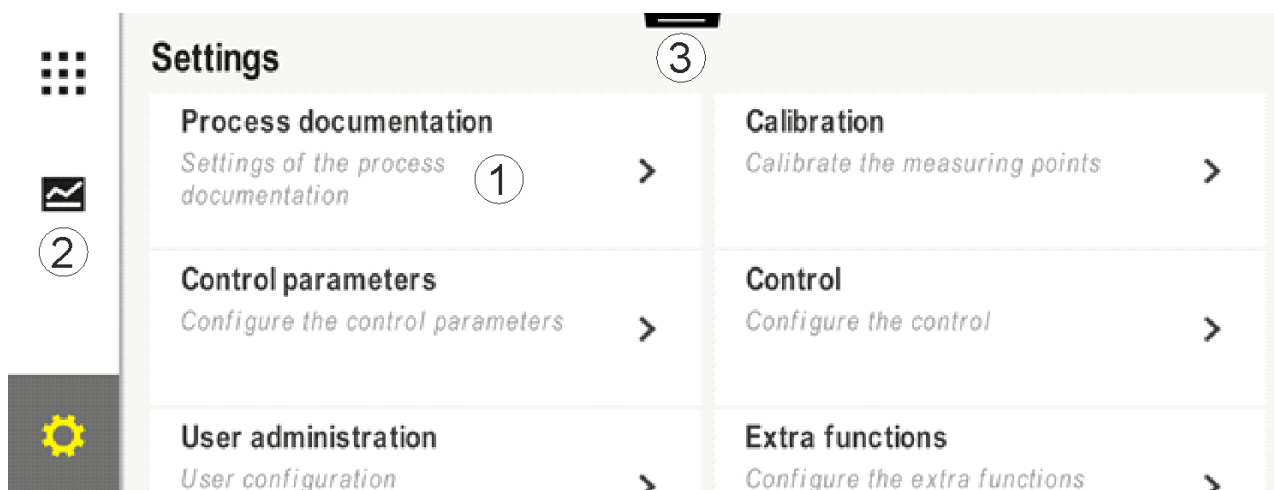 Settings
3
Process documentation
Settings of the process
documentation
1
Calibration
Calibrate the measuring points
2
Control parameters
Configure the control parameters
Control
Configure the control
User administration
User configuration
Extra functions
Configure the extra functions